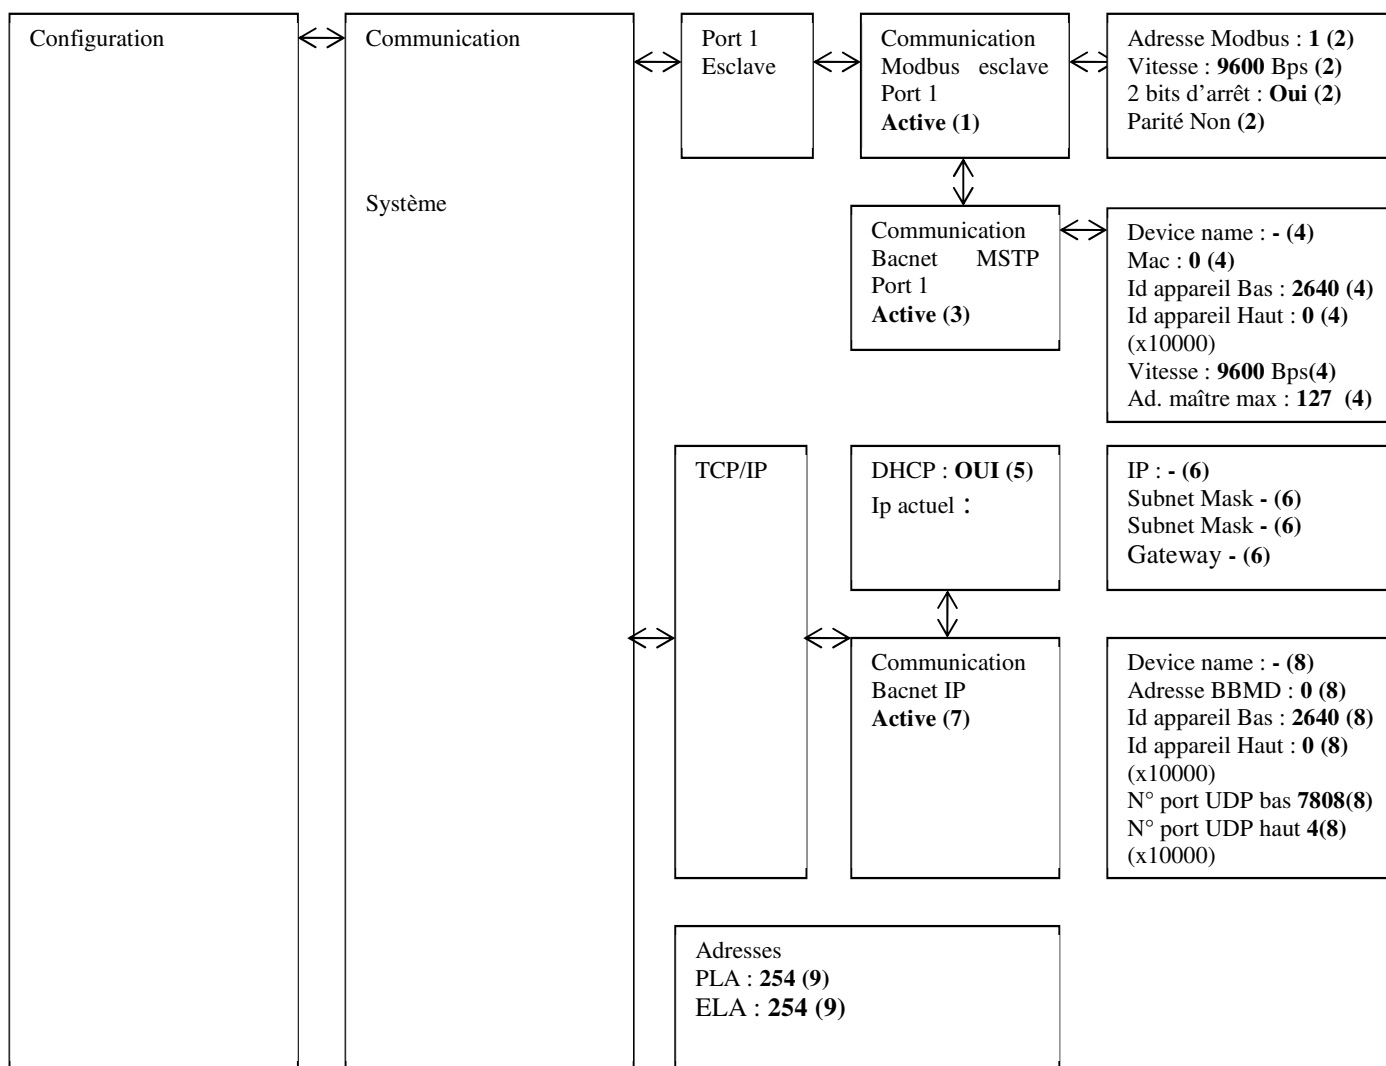 Configuration
Communication
Système
Port 1
Esclave
Communication
Modbus esclave
Port 1
Active (1)
Adresse Modbus : 1 (2)
Vitesse : 9600 Bps (2)
2 bits d'arrêt : Oui (2)
Parité Non (2)
Communication
Bacnet MSTP
Port 1
Active (3)
Device name : - (4)
Mac : 0 (4)
Id appareil Bas : 2640 (4)
Id appareil Haut : 0 (4)
(x10000)
Vitesse : 9600 Bps(4)
Ad. maître max : 127 (4)
TCP/IP
DHCP : OUI (5)
Ip actuel :
IP : - (6)
Subnet Mask - (6)
Subnet Mask - (6)
Gateway - (6)
Communication
Bacnet IP
Active (7)
Device name : - (8)
Adresse BBMD : 0 (8)
Id appareil Bas : 2640 (8)
Id appareil Haut : 0 (8)
(x10000)
N° port UDP bas 7808(8)
N° port UDP haut 4(8)
(x10000)
Adresses
PLA : 254 (9)
ELA : 254 (9)